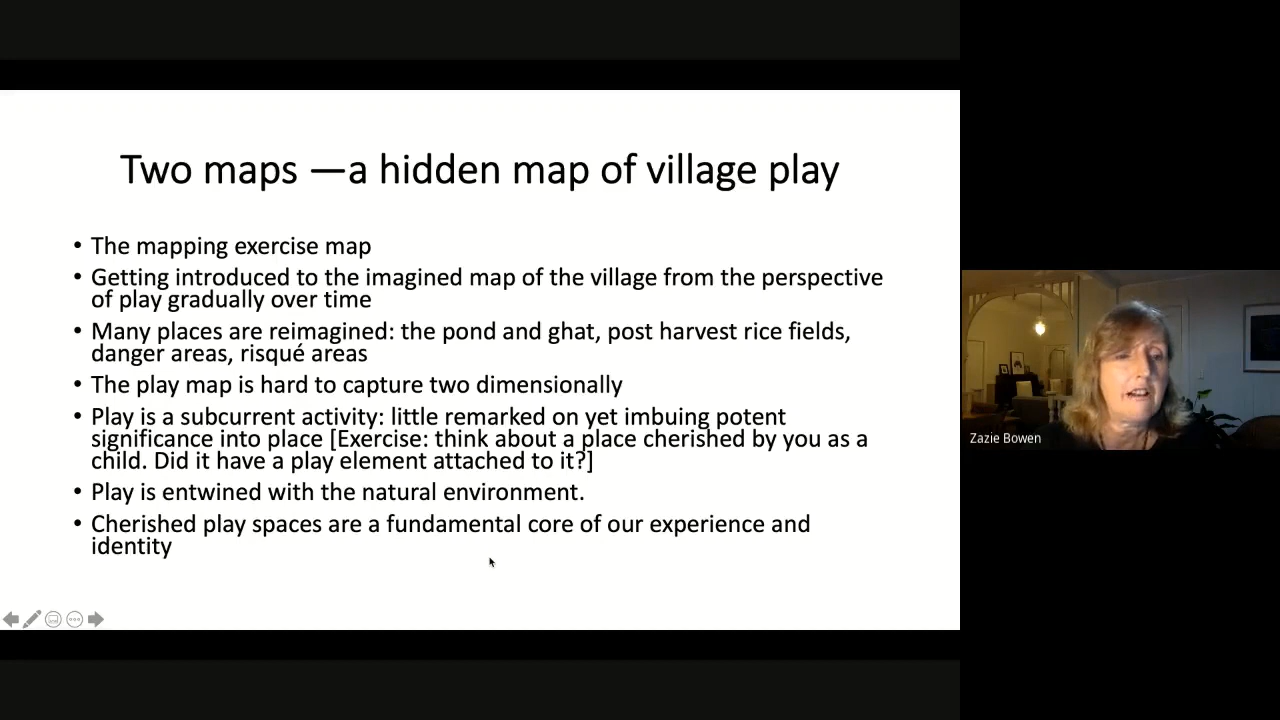 Two maps —a hidden map of village play
• The mapping exercise map
• Getting introduced to the imagined map of the village from the perspective
of play gradually over time
• Many places are reimagined: the pond and ghat, post harvest rice fields,
danger areas, risqué areas
• The play map is hard to capture two dimensionally
• Play is a subcurrent activity: little remarked on yet imbuing potent
significance into place [Exercise: think about a place cherished by you as a
child. Did it have a play element attached to it?]
• Play is entwined with the natural environment.
• Cherished play spaces are a fundamental core of our experience and
identity
Zazie Bowen